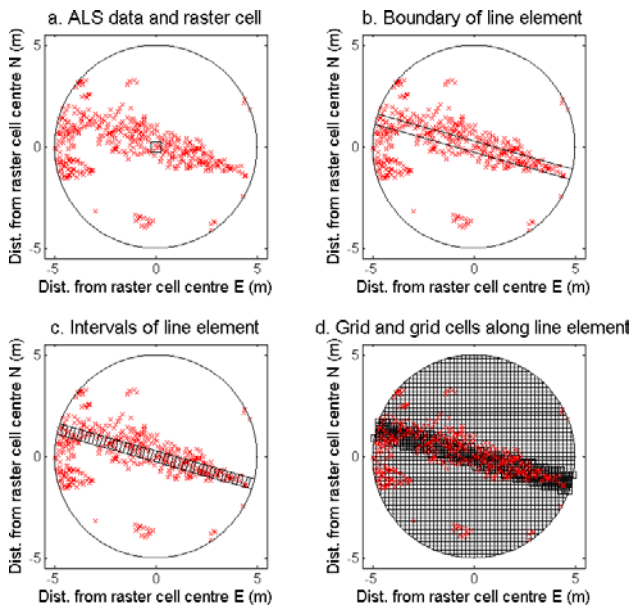 a. ALS data and raster cell
b. Boundary of line element
Dist. from raster cell centre N (m)
5
0
-5
-5
0
5
Dist. from raster cell centre E (m)
Dist. from raster cell centre N (m)
5
0
-5
-5
0
5
Dist. from raster cell centre E (m)
c. Intervals of line element
d. Grid and grid cells along line element
Dist. from raster cell centre N (m)
5
0
-5
-5
0
5
Dist. from raster cell centre E (m)
Dist. from raster cell centre N (m)
5
0
-5
-5
0
5
Dist. from raster cell centre E (m)